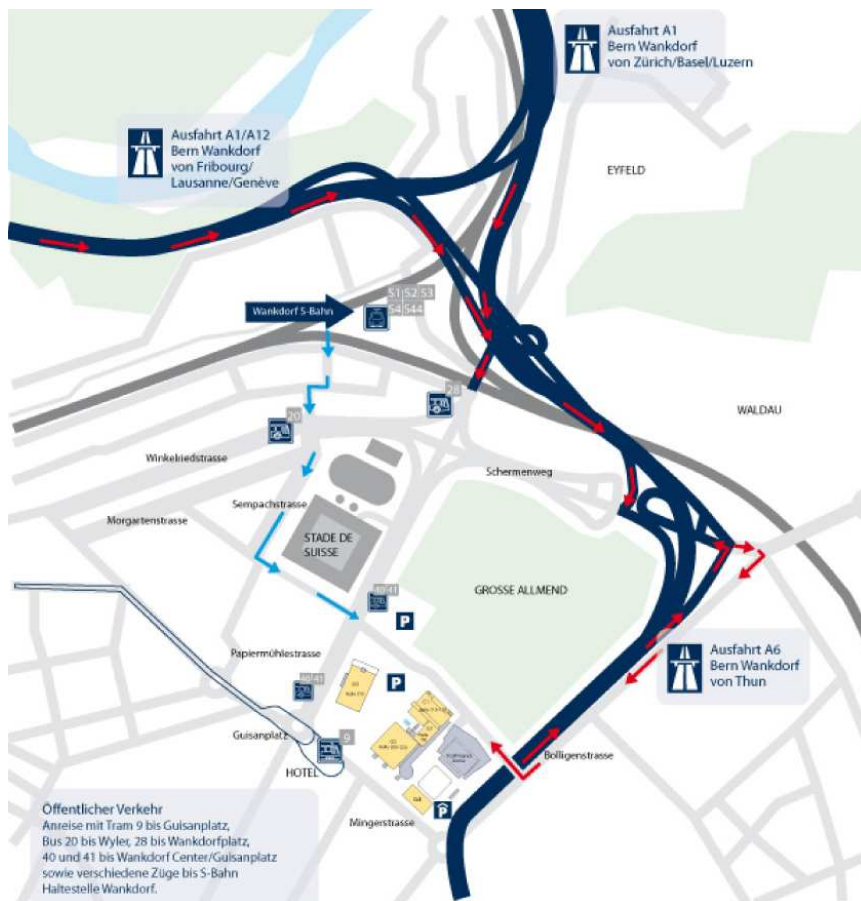 Ausfahrt A1
Bern Wankdorf
von Zürich/Basel/Luzern
Ausfahrt A1/A12
Bern Wankdorf
von Fribourg/
Lausanne/Genève
EYFELD
S1 S2 S3
S4 S44
Wankdorf S-Bahn
28
20
WALDAU
Winkelriedstrasse
Schermenweg
Sempachstrasse
Morgartenstrasse
STADE DE
SUISSE
GROSSE ALLMEND
40 41
P
Papiermühlestrasse
Ausfahrt A6
Bern Wankdorf
von Thun
40 41
P
Guisanplatz
9
HOTEL
Bolligenstrasse
P
Mingerstrasse
Öffentlicher Verkehr
Anreise mit Tram 9 bis Guisanplatz,
Bus 20 bis Wyler, 28 bis Wankdorfplatz,
40 und 41 bis Wankdorf Center/Guisanplatz
sowie verschiedene Züge bis S-Bahn
Haltestelle Wankdorf.